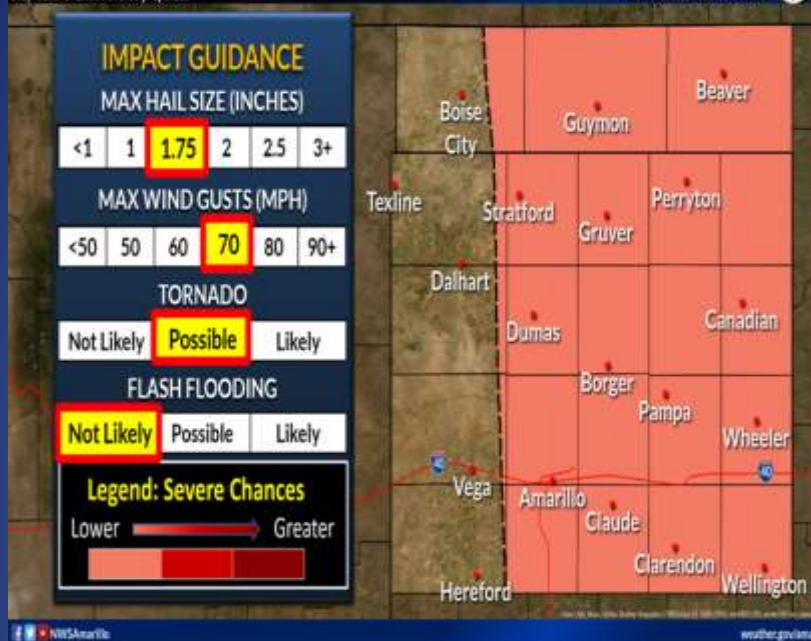 IMPACT GUIDANCE
MAX HAIL SIZE (INCHES)
<1 1 1.75 2 2.5 3+
MAX WIND GUSTS (MPH)
<50 50 60 70 80 90+
TORNADO
Not Likely Possible Likely
FLASH FLOODING
Not Likely Possible Likely
Legend: Severe Chances
Lower Greater
Boise
City
Guymon
Beaver
Texline
Stratford
Gruver
Perryton
Dalhart
Dumas
Canadian
Borger
Pampa
Wheeler
40
40
Vega
Amarillo
Claude
Clarendon
Hereford
Wellington
NWSAmarillo